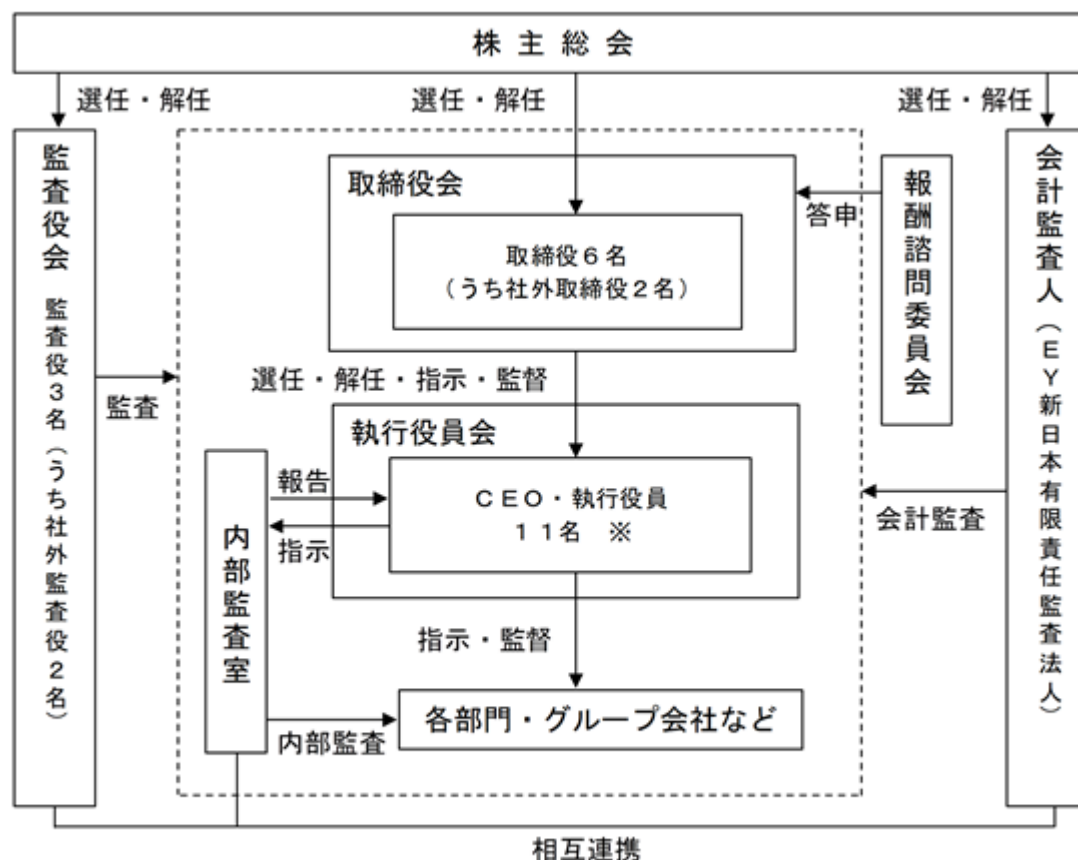 株主総会
選任・解任
選任・解任
選任・解任
監査役会 監査役3名(うち社外監査役2名)
取締役会
取締役6名
(うち社外取締役2名)
答申
報酬諮問委員会
会計監査人(EY新日本有限責任監査法人)
監査
選任・解任・指示・監督
執行役員会
CEO・執行役員
11名 ※
報告
指示
会計監査
内部監査室
指示・監督
各部門・グループ会社など
内部監査
相互連携